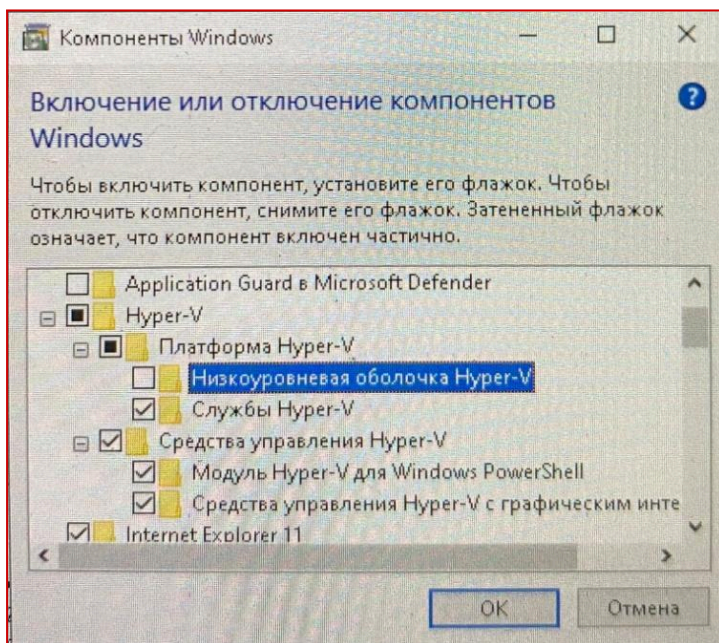 Компоненты Windows
Включение или отключение компонентов
Windows
Чтобы включить компонент, установите его флажок. Чтобы
отключить компонент, снимите его флажок. Затененный флажок
означает, что компонент включен частично.
Application Guard в Microsoft Defender
Hyper-V
Платформа Hyper-V
Низкоуровневая оболочка Hyper-V
Службы Hyper-V
Средства управления Hyper-V
Модуль Hyper-V для Windows PowerShell
Средства управления Hyper-V с графическим инте
Internet Explorer 11
OK
Отмена